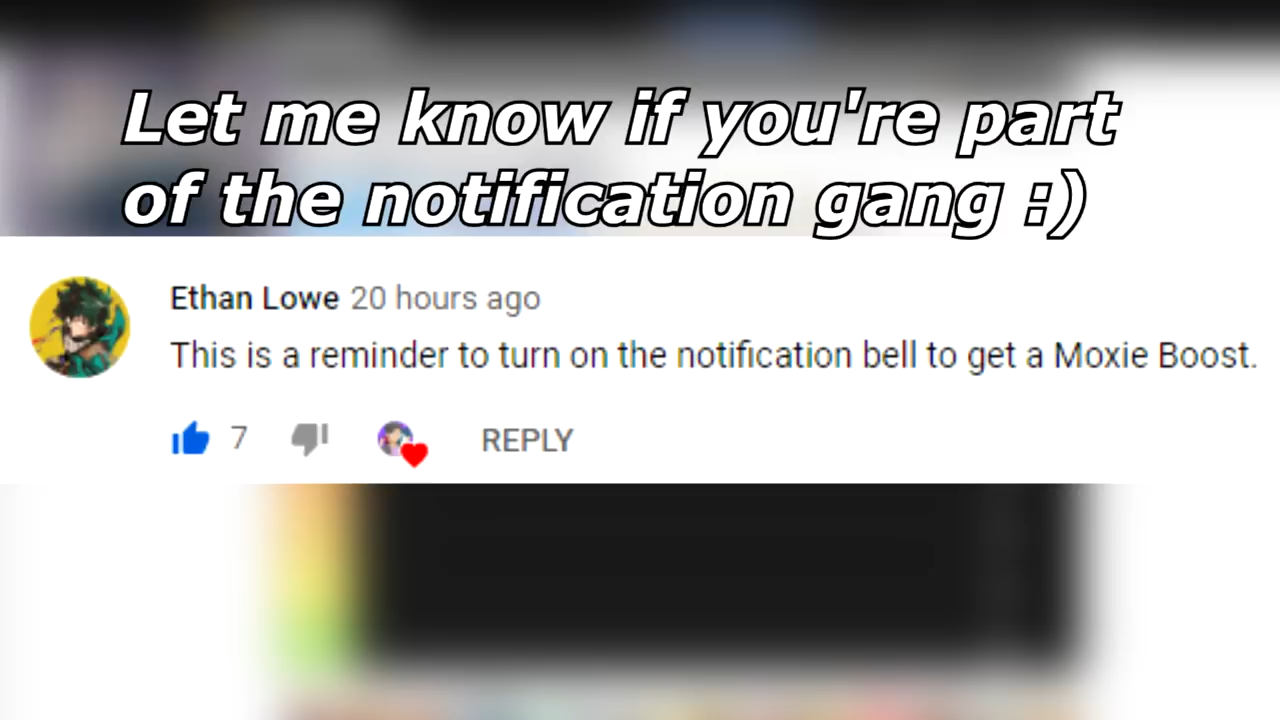 Let me know if you're part
of the notification gang :)
Ethan Lowe 20 hours ago
This is a reminder to turn on the notification bell to get a Moxie Boost.
7 REPLY